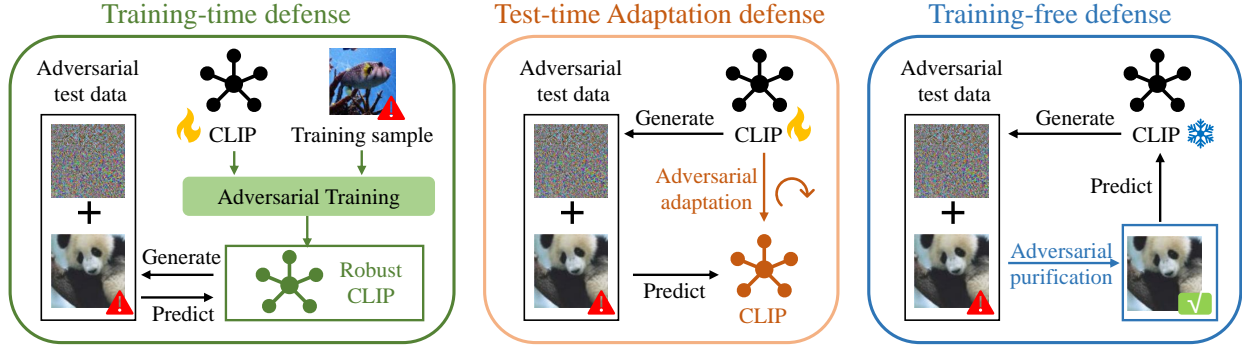 Training-time defense
Adversarial
test data
CLIP
Training sample
Adversarial Training
Generate
Predict
Robust
CLIP
Test-time Adaptation defense
Adversarial
test data
Generate
CLIP
Adversarial
adaptation
Predict
CLIP
Training-free defense
Adversarial
test data
Generate
CLIP
Predict
Adversarial
purification